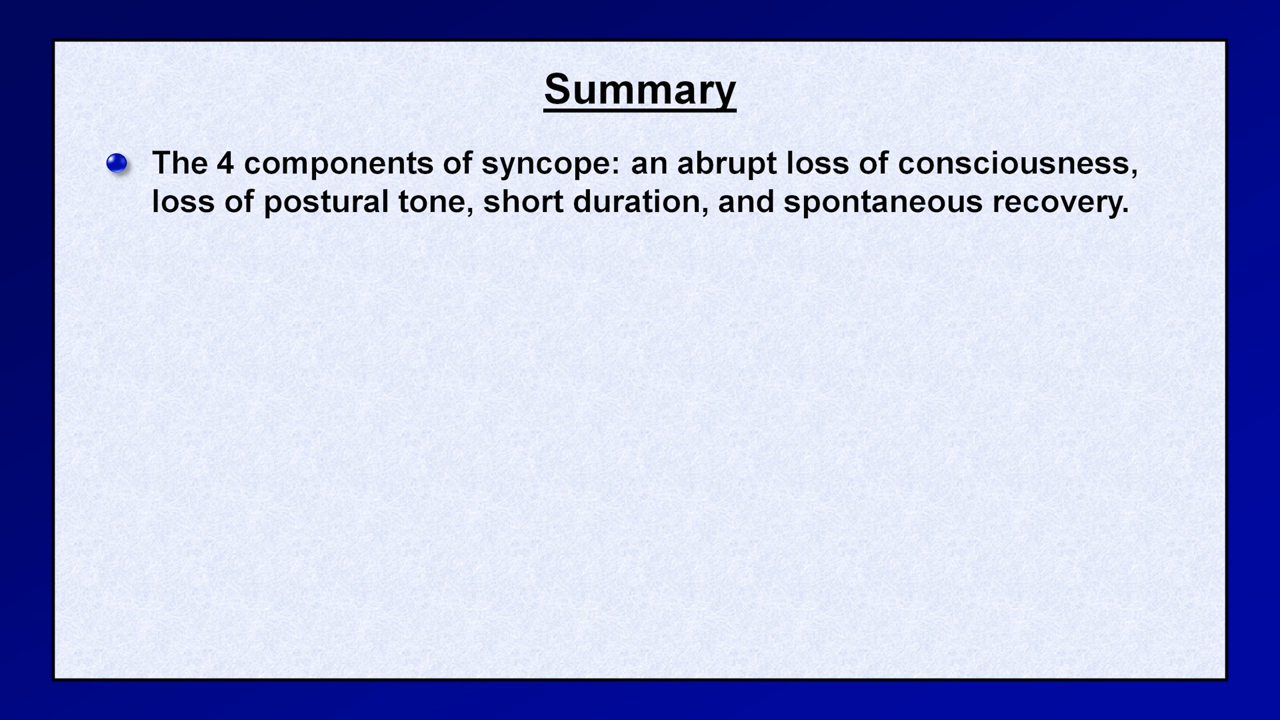 Summary
The 4 components of syncope: an abrupt loss of consciousness,
loss of postural tone, short duration, and spontaneous recovery.